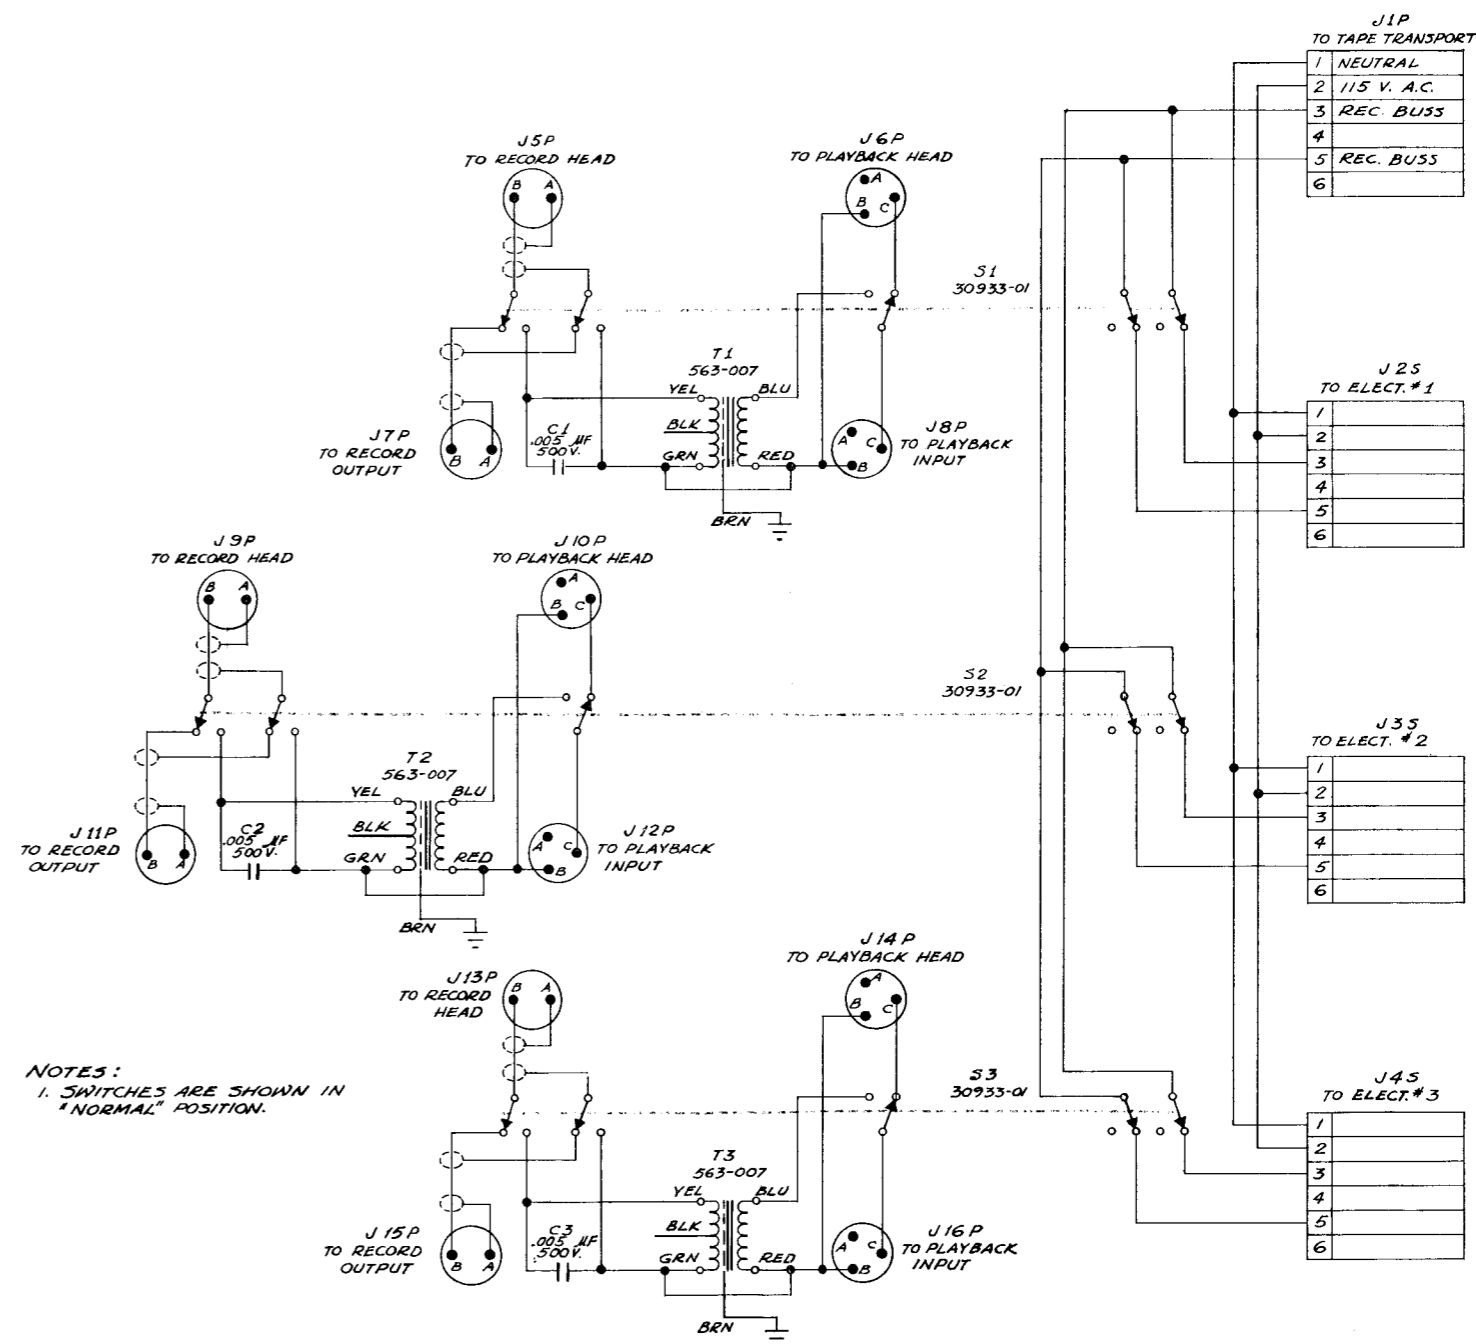 J1P
TO TAPE TRANSPORT
1 NEUTRAL
2 115 V. A.C.
3 REC. BUSS
4
5 REC. BUSS
6
J5P
TO RECORD HEAD
B A
J6P
TO PLAYBACK HEAD
A
B C
S1
30933-01
T1
563-007
YEL BLU
BLK
GRN RED
BRN
C1
.005 µF
500V.
J7P
TO RECORD
OUTPUT
B A
J8P
TO PLAYBACK
INPUT
A C
B
J2S
TO ELECT. #1
1
2
3
4
5
6
J9P
TO RECORD HEAD
B A
J10P
TO PLAYBACK HEAD
A
B C
S2
30933-01
T2
563-007
YEL BLU
BLK
GRN RED
BRN
C2
.005 µF
500V.
J11P
TO RECORD
OUTPUT
B A
J12P
TO PLAYBACK
INPUT
A C
B
J3S
TO ELECT. #2
1
2
3
4
5
6
J13P
TO RECORD
HEAD
B A
J14P
TO PLAYBACK HEAD
A
B C
NOTES:
1. SWITCHES ARE SHOWN IN
"NORMAL" POSITION.
S3
30933-01
T3
563-007
YEL BLU
BLK
GRN RED
BRN
C3
.005 µF
500V.
J15P
TO RECORD
OUTPUT
B A
J16P
TO PLAYBACK
INPUT
A C
B
J4S
TO ELECT. #3
1
2
3
4
5
6